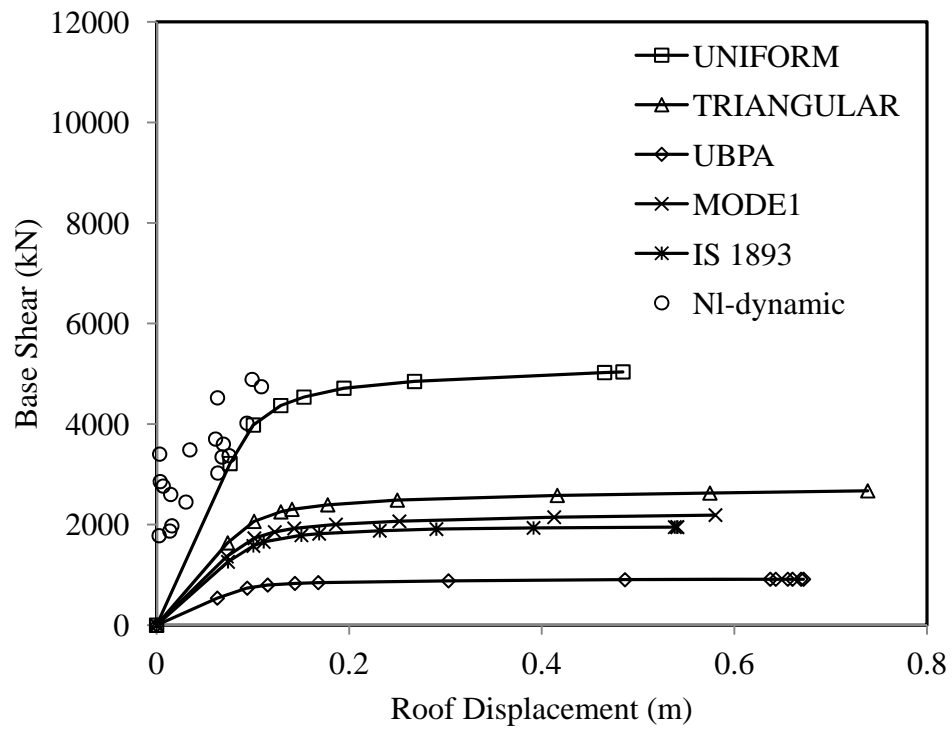 12000
10000
8000
6000
4000
2000
0
Base Shear (kN)
UNIFORM
TRIANGULAR
UBPA
MODE1
IS 1893
Nl-dynamic
0 0.2 0.4 0.6 0.8
Roof Displacement (m)